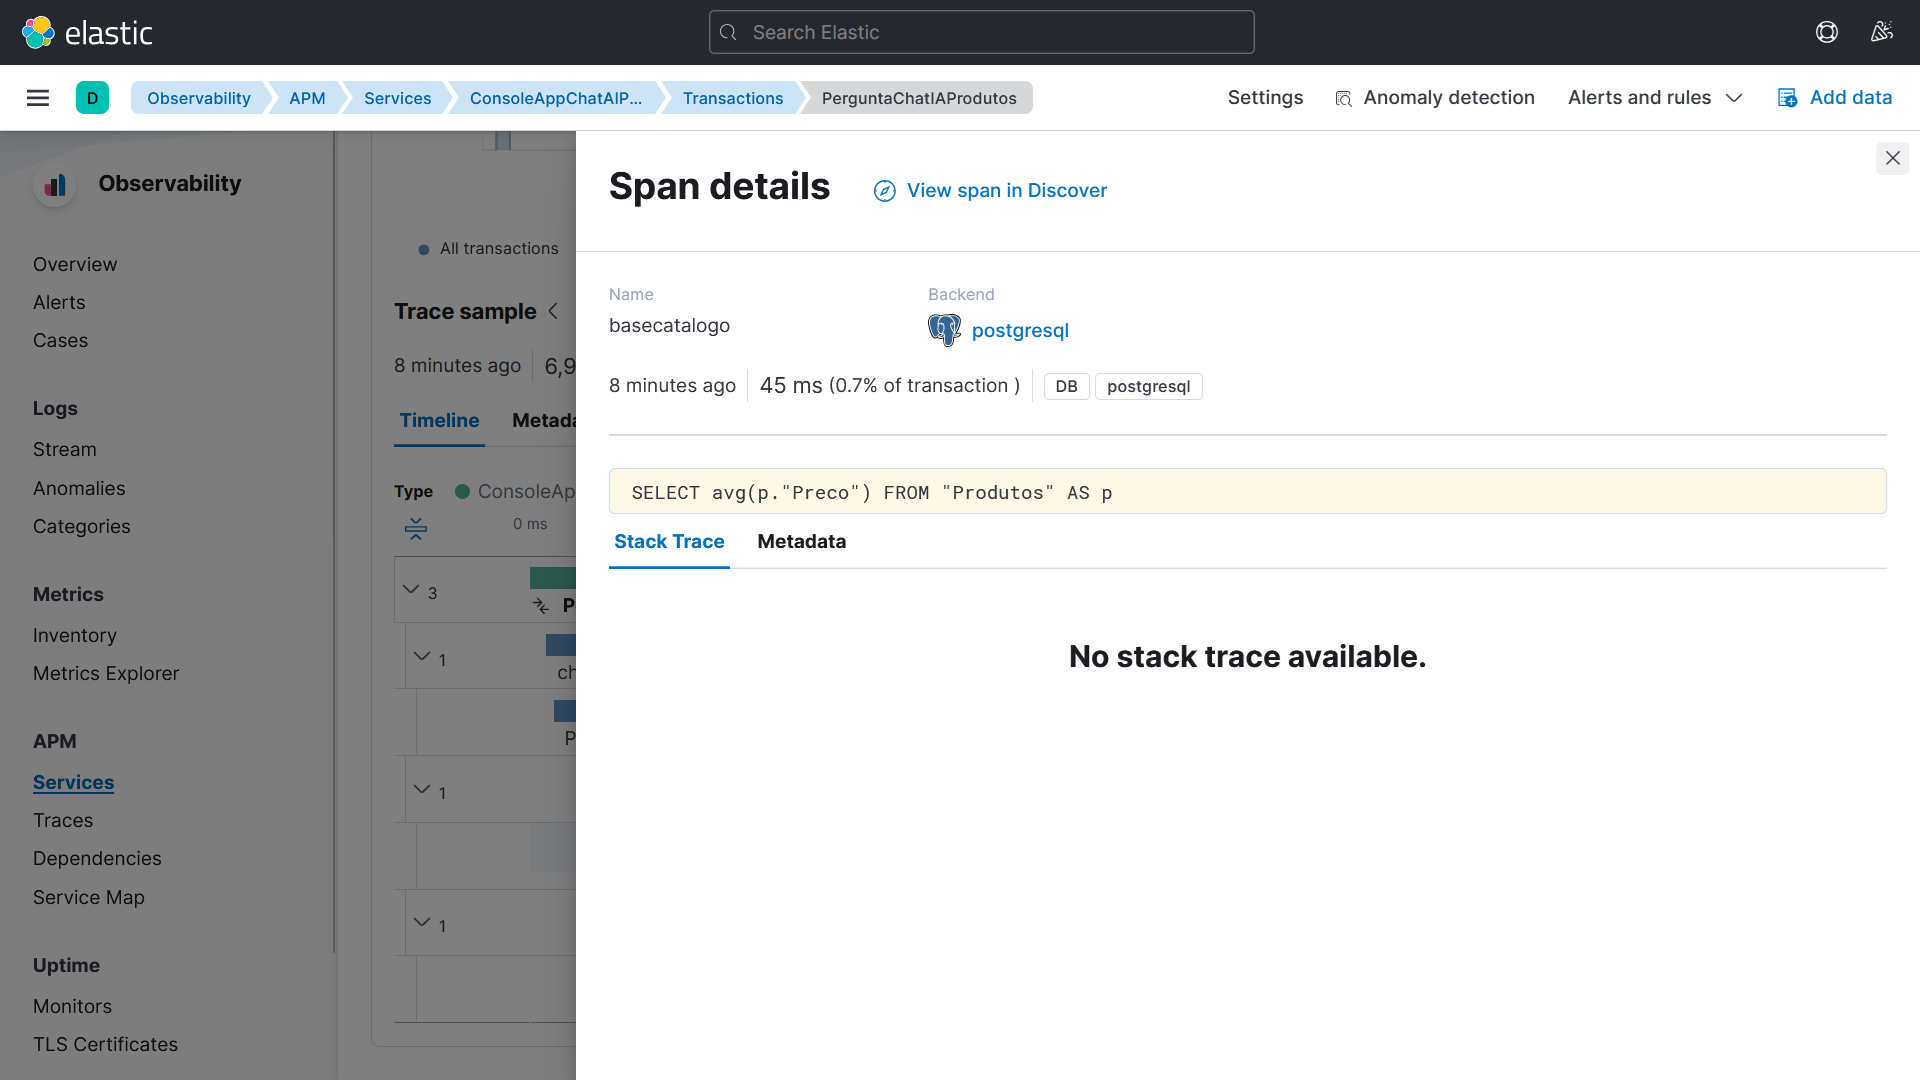 elastic
Search Elastic
D
Observability
APM
Services
ConsoleAppChatAIP...
Transactions
PerguntaChatIAProdutos
Settings
Anomaly detection
Alerts and rules
Add data
Observability
Overview
Alerts
Cases
Logs
Stream
Anomalies
Categories
Metrics
Inventory
Metrics Explorer
APM
Services
Traces
Dependencies
Service Map
Uptime
Monitors
TLS Certificates
All transactions
Trace sample
8 minutes ago 6,9
Timeline Metada
Type ConsoleAp
0 ms
3
P
1
ch
P
1
1
Span details
View span in Discover
Name
basecatalogo
Backend
postgresql
8 minutes ago 45 ms (0.7% of transaction ) DB postgresql
SELECT avg(p."Preco") FROM "Produtos" AS p
Stack Trace Metadata
No stack trace available.